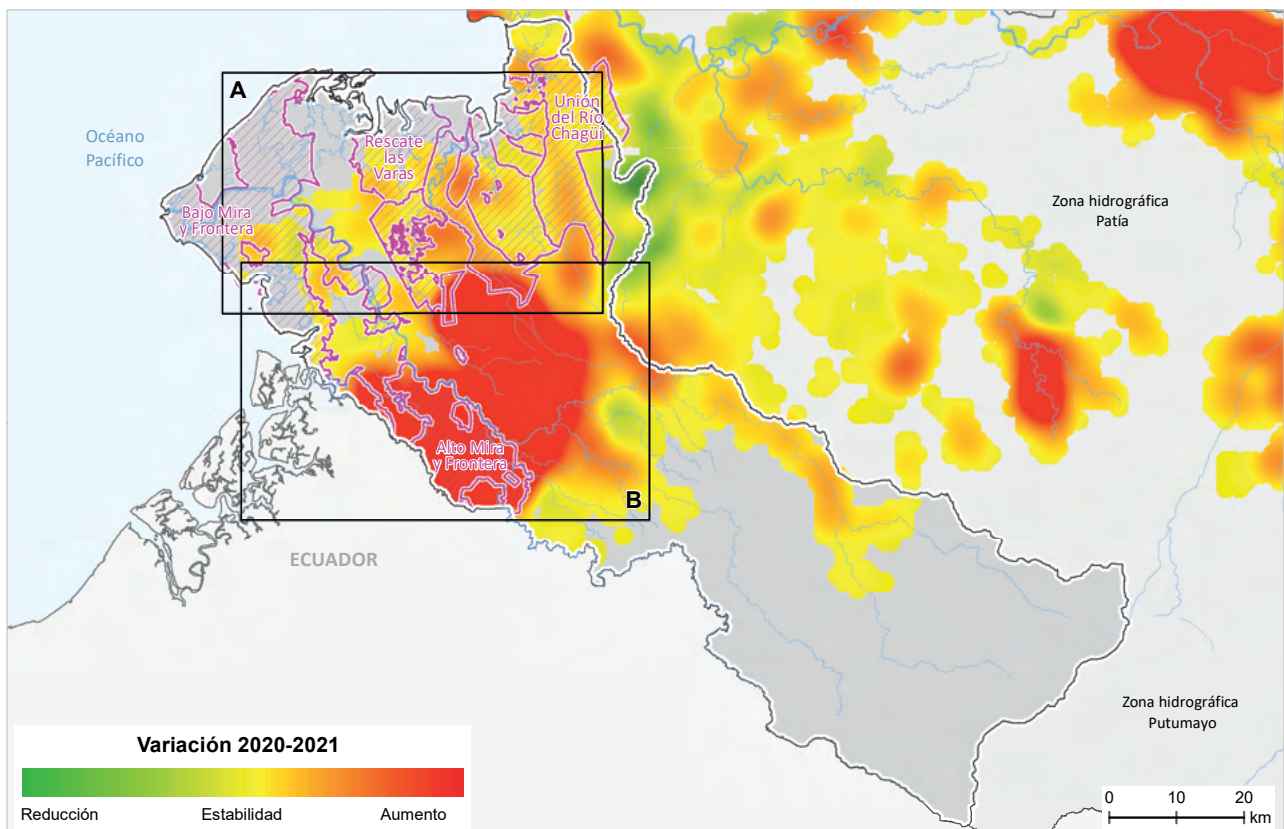 A
Océano
Pacífico
Unión
del Río
Chagüí
Rescate
las
Varas
Bajo Mira
y Frontera
Zona hidrográfica
Patía
Alto Mira
y Frontera
B
ECUADOR
Zona hidrográfica
Putumayo
Variación 2020-2021
Reducción Estabilidad Aumento
0 10 20
km